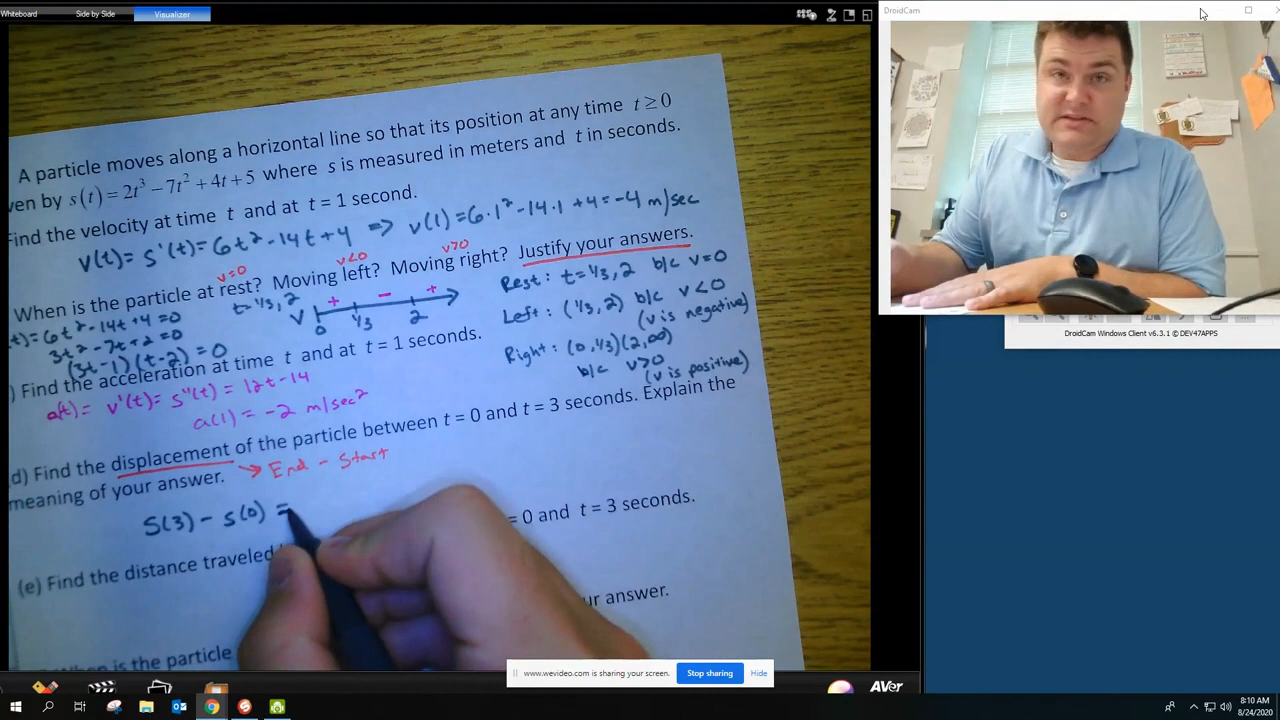 Whiteboard
Side by Side
Visualizer
DroidCam
A particle moves along a horizontal line so that its position at any time t ≥ 0
ven by s(t) = 2t³ − 7t² + 4t + 5 where s is measured in meters and t in seconds.
Find the velocity at time t and at t = 1 second.
v(t) = s'(t) = 6t² - 14t + 4 => v(1) = 6·1² - 14·1 + 4 = -4 m/sec
v=0 v<0 v>0
When is the particle at rest? Moving left? Moving right? Justify your answers.
t)= 6t² - 14t + 4 = 0
3t² - 7t + 2 = 0
(3t-1)(t-2) = 0
t = 1/3, 2
+ - +
V
0 1/3 2
Rest: t = 1/3, 2 b/c v = 0
Left: (1/3, 2) b/c v < 0
(v is negative)
Right: (0, 1/3)(2, ∞)
b/c v>0
(v is positive)
) Find the acceleration at time t and at t = 1 seconds.
a(t) = v'(t) = s''(t) = 12t - 14
a(1) = -2 m/sec²
d) Find the displacement of the particle between t = 0 and t = 3 seconds. Explain the
meaning of your answer.
→ End - Start
S(3) - s(0) =
(e) Find the distance traveled
= 0 and t = 3 seconds.
ur answer.
When is the particle
DroidCam Windows Client v6.3.1 © DEV47APPS
www.wevideo.com is sharing your screen.
Stop sharing
Hide
AVer
8:10 AM
8/24/2020